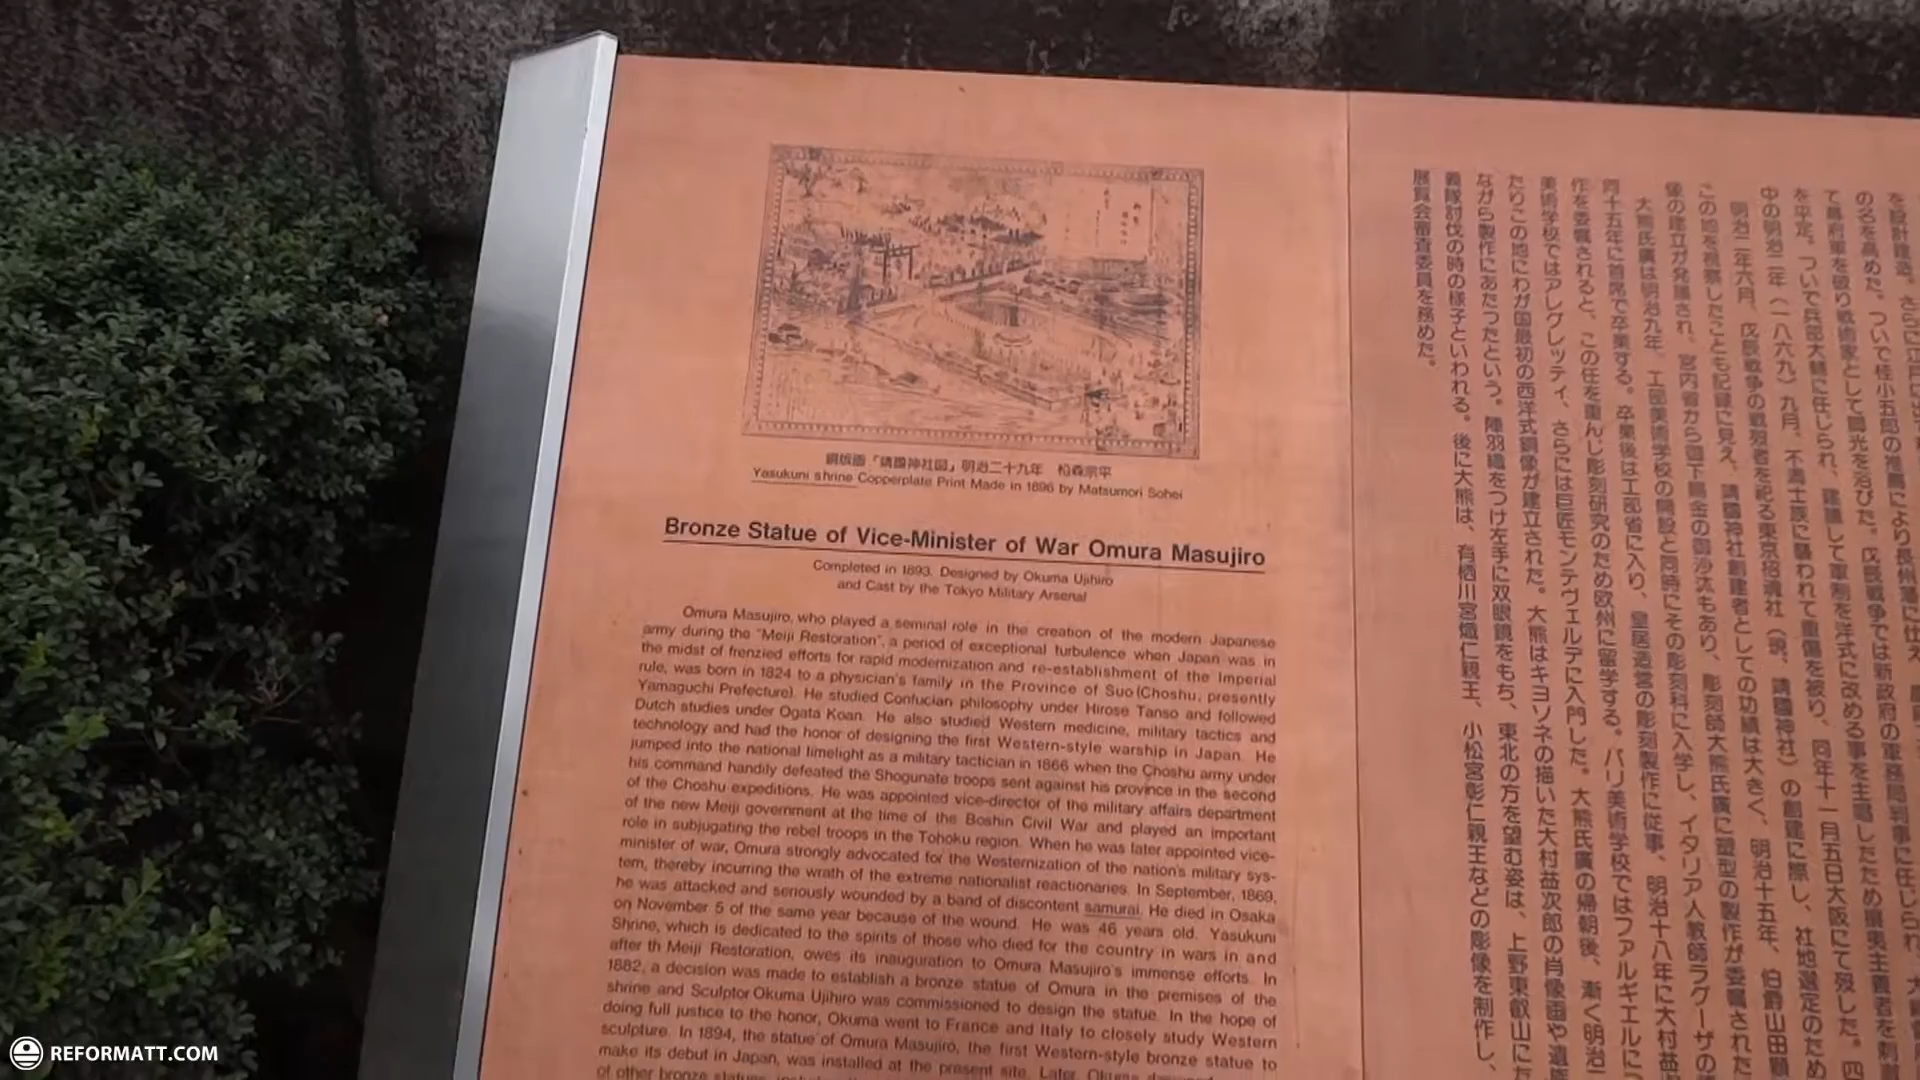 銅版画「靖國神社図」明治二十九年 松森宗平
Yasukuni shrine Copperplate Print Made in 1896 by Matsumori Sohei
Bronze Statue of Vice-Minister of War Omura Masujiro
Completed in 1893. Designed by Okuma Ujihiro
and Cast by the Tokyo Military Arsenal
Omura Masujiro, who played a seminal role in the creation of the modern Japanese
army during the "Meiji Restoration", a period of exceptional turbulence when Japan was in
the midst of frenzied efforts for rapid modernization and re-establishment of the Imperial
rule, was born in 1824 to a physician's family in the Province of Suo (Choshu, presently
Yamaguchi Prefecture). He studied Confucian philosophy under Hirose Tanso and followed
Dutch studies under Ogata Koan. He also studied Western medicine, military tactics and
technology and had the honor of designing the first Western-style warship in Japan. He
jumped into the national limelight as a military tactician in 1866 when the Choshu army under
his command handily defeated the Shogunate troops sent against his province in the second
of the Choshu expeditions. He was appointed vice-director of the military affairs department
of the new Meiji government at the time of the Boshin Civil War and played an important
role in subjugating the rebel troops in the Tohoku region. When he was later appointed vice-
minister of war, Omura strongly advocated for the Westernization of the nation's military sys-
tem, thereby incurring the wrath of the extreme nationalist reactionaries. In September, 1869,
he was attacked and seriously wounded by a band of discontent samurai. He died in Osaka
on November 5 of the same year because of the wound. He was 46 years old. Yasukuni
Shrine, which is dedicated to the spirits of those who died for the country in wars in and
after th Meiji Restoration, owes its inauguration to Omura Masujiro's immense efforts. In
1882, a decision was made to establish a bronze statue of Omura in the premises of the
shrine and Sculptor Okuma Ujihiro was commissioned to design the statue. In the hope of
doing full justice to the honor, Okuma went to France and Italy to closely study Western
sculpture. In 1894, the statue of Omura Masujiro, the first Western-style bronze statue to
make its debut in Japan, was installed at the present site. Later, Okuma
of other bronze statues,
の名を高めた。ついで桂小五郎の推薦により長州藩に仕え、
て幕府軍を破り戦術家として脚光を浴びた。戊辰戦争では新政府の軍務局判事に任じられ、
を平定。ついで兵部大輔に任じられ、建議して軍制を洋式に改める事を主唱したため攘夷主義者を刺激
中の明治二年（一八六九）九月、不満士族に襲われて重傷を被り、同年十一月五日大阪にて歿した。四
明治二年六月、戊辰戦争の戦歿者を祀る東京招魂社（現、靖國神社）の創建に際し、社地選定のため
この地を視察したことも記録に見え、靖國神社創建者としての功績は大きく、明治十五年、伯爵山田顕
像の建立が発議され、宮内省から御下賜金の御沙汰もあり、彫刻師大熊氏廣に塑型の製作が委嘱された
大熊氏廣は明治九年、工部美術学校の開設と同時にその彫刻科に入学し、イタリア人教師ラグーザの
同十五年に首席で卒業する。卒業後は工部省に入り、皇居造営の彫刻製作に従事、明治十八年に大村益
作を委嘱されると、この任を重んじ彫刻研究のため欧州に留学する。パリ美術学校ではファルギエールに
美術学校ではアレグレッティ、さらには巨匠モンテヴェルデに入門した。大熊氏廣の帰朝後、漸く明治二
たりこの地にわが国最初の西洋式銅像が建立された。大熊はキヨソネの描いた大村益次郎の肖像画や遺
ながら製作にあたったという。陣羽織をつけ左手に双眼鏡をもち、東北の方を望む姿は、上野東叡山にた
義隊討伐の時の様子といわれる。後に大熊は、有栖川宮熾仁親王、小松宮彰仁親王などの彫像を制作し、
展覧会審査委員を務めた。
REFORMATT.COM